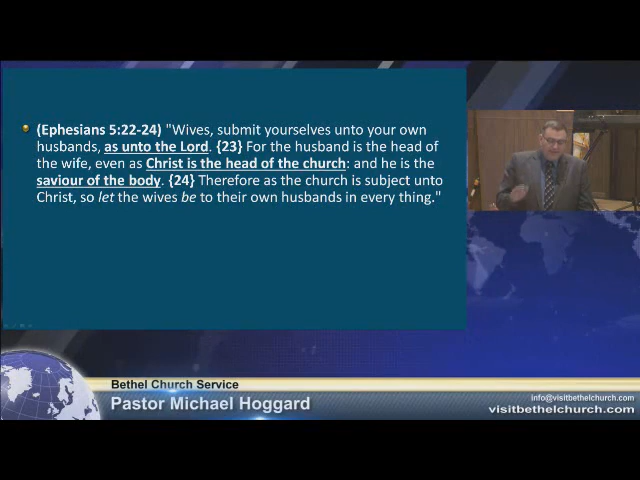 (Ephesians 5:22-24) "Wives, submit yourselves unto your own
husbands, as unto the Lord. {23} For the husband is the head of
the wife, even as Christ is the head of the church: and he is the
saviour of the body. {24} Therefore as the church is subject unto
Christ, so let the wives be to their own husbands in every thing."
Bethel Church Service
Pastor Michael Hoggard
info@visitbethelchurch.com
visitbethelchurch.com